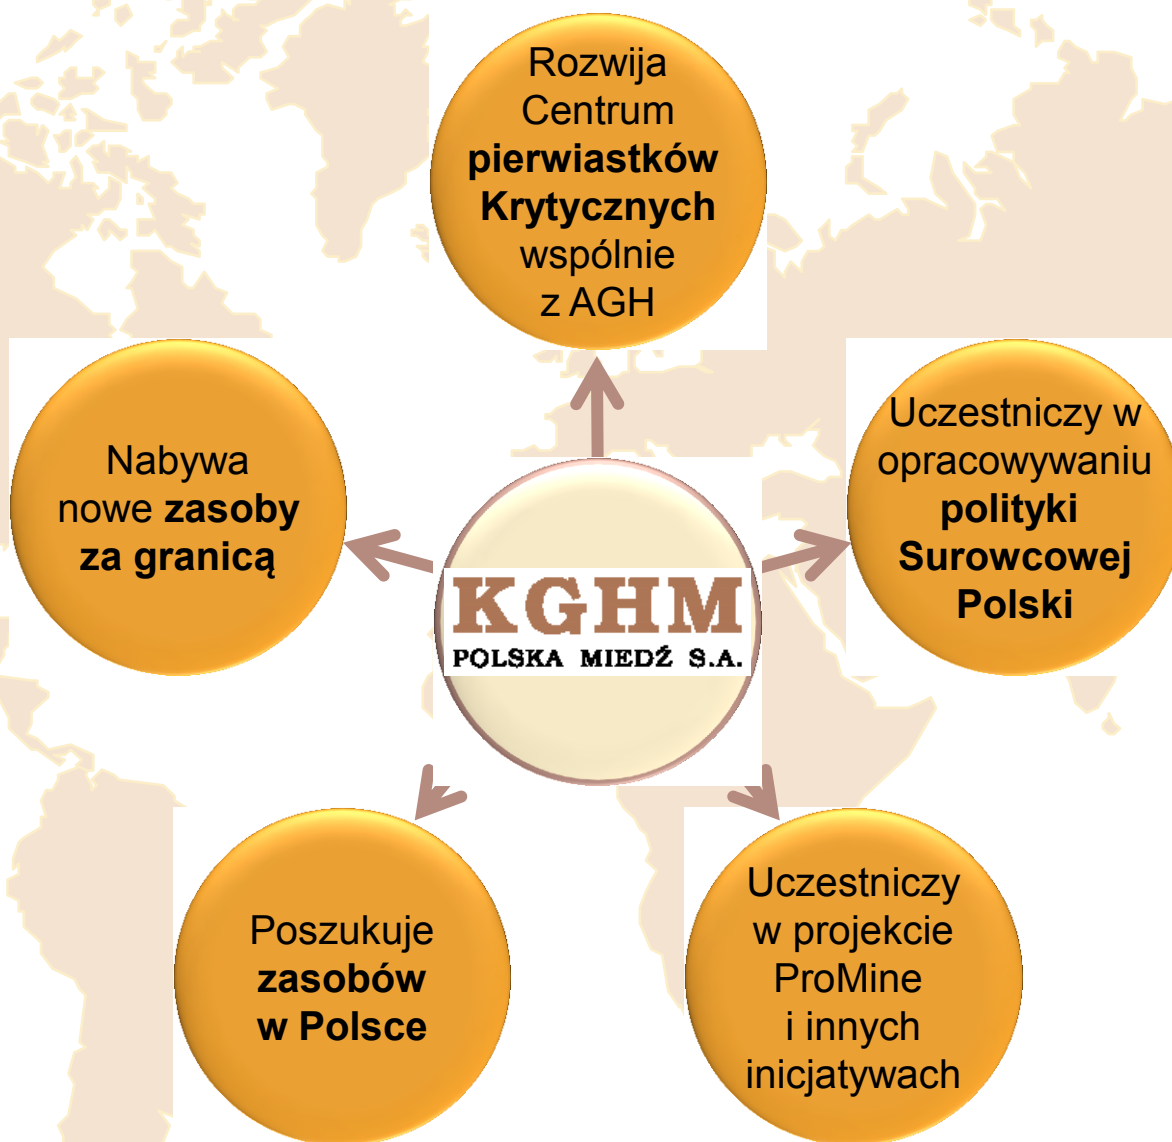 Rozwija
Centrum
pierwiastków
Krytycznych
wspólnie
z AGH
Nabywa
nowe zasoby
za granicą
Uczestniczy w
opracowywaniu
polityki
Surowcowej
Polski
KGHM
POLSKA MIEDŹ S.A.
Poszukuje
zasobów
w Polsce
Uczestniczy
w projekcie
ProMine
i innych
inicjatywach